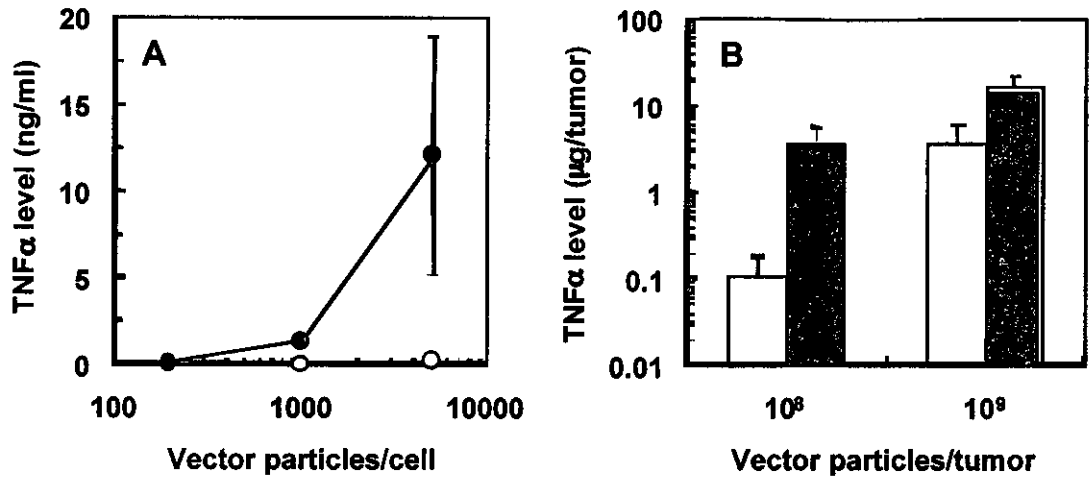 A
TNFα level (ng/ml)
20
15
10
5
0
100
1000
10000
Vector particles/cell
B
TNFα level (µg/tumor)
100
10
1
0.1
0.01
10⁸
10⁹
Vector particles/tumor